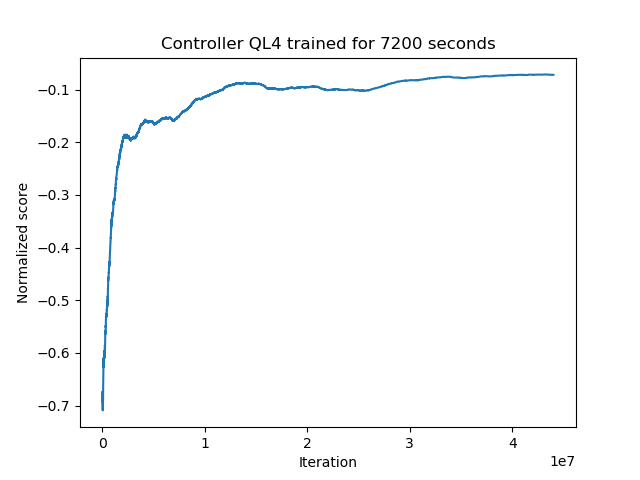 Controller QL4 trained for 7200 seconds
Normalized score
−0.1
−0.2
−0.3
−0.4
−0.5
−0.6
−0.7
0 1 2 3 4
Iteration
1e7